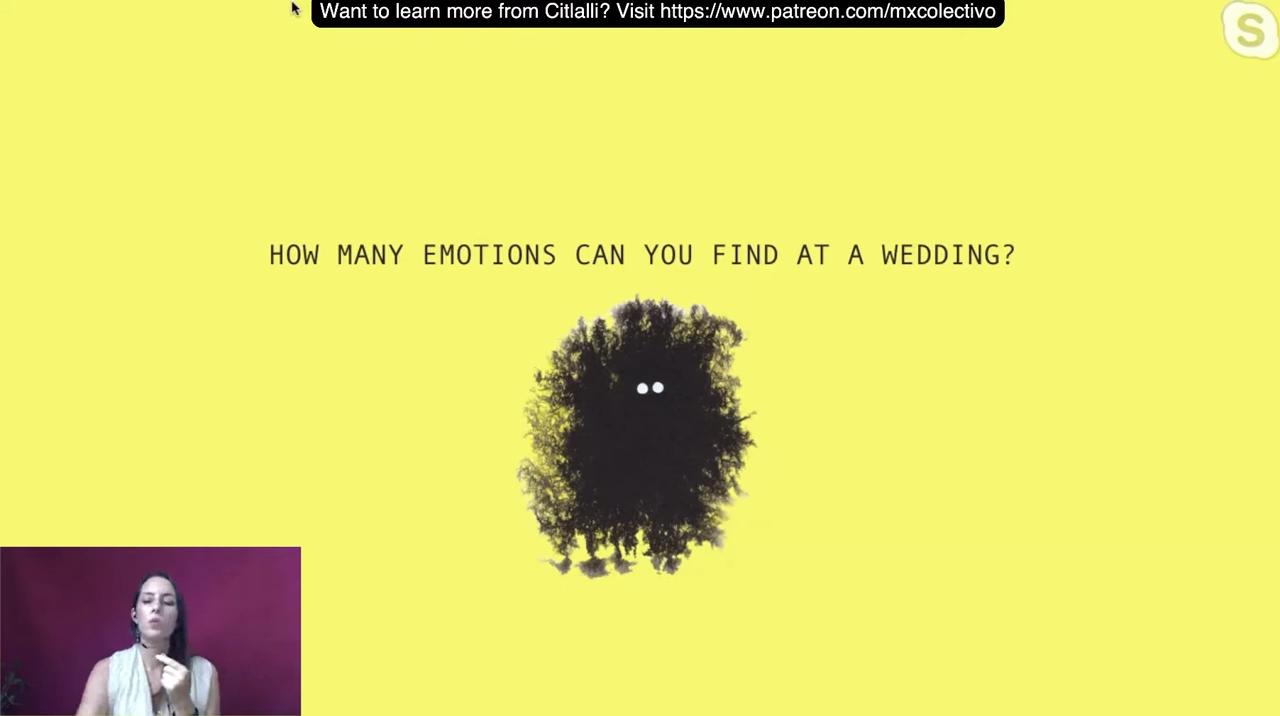 Want to learn more from Citlalli? Visit https://www.patreon.com/mxcolectivo
S
HOW MANY EMOTIONS CAN YOU FIND AT A WEDDING?